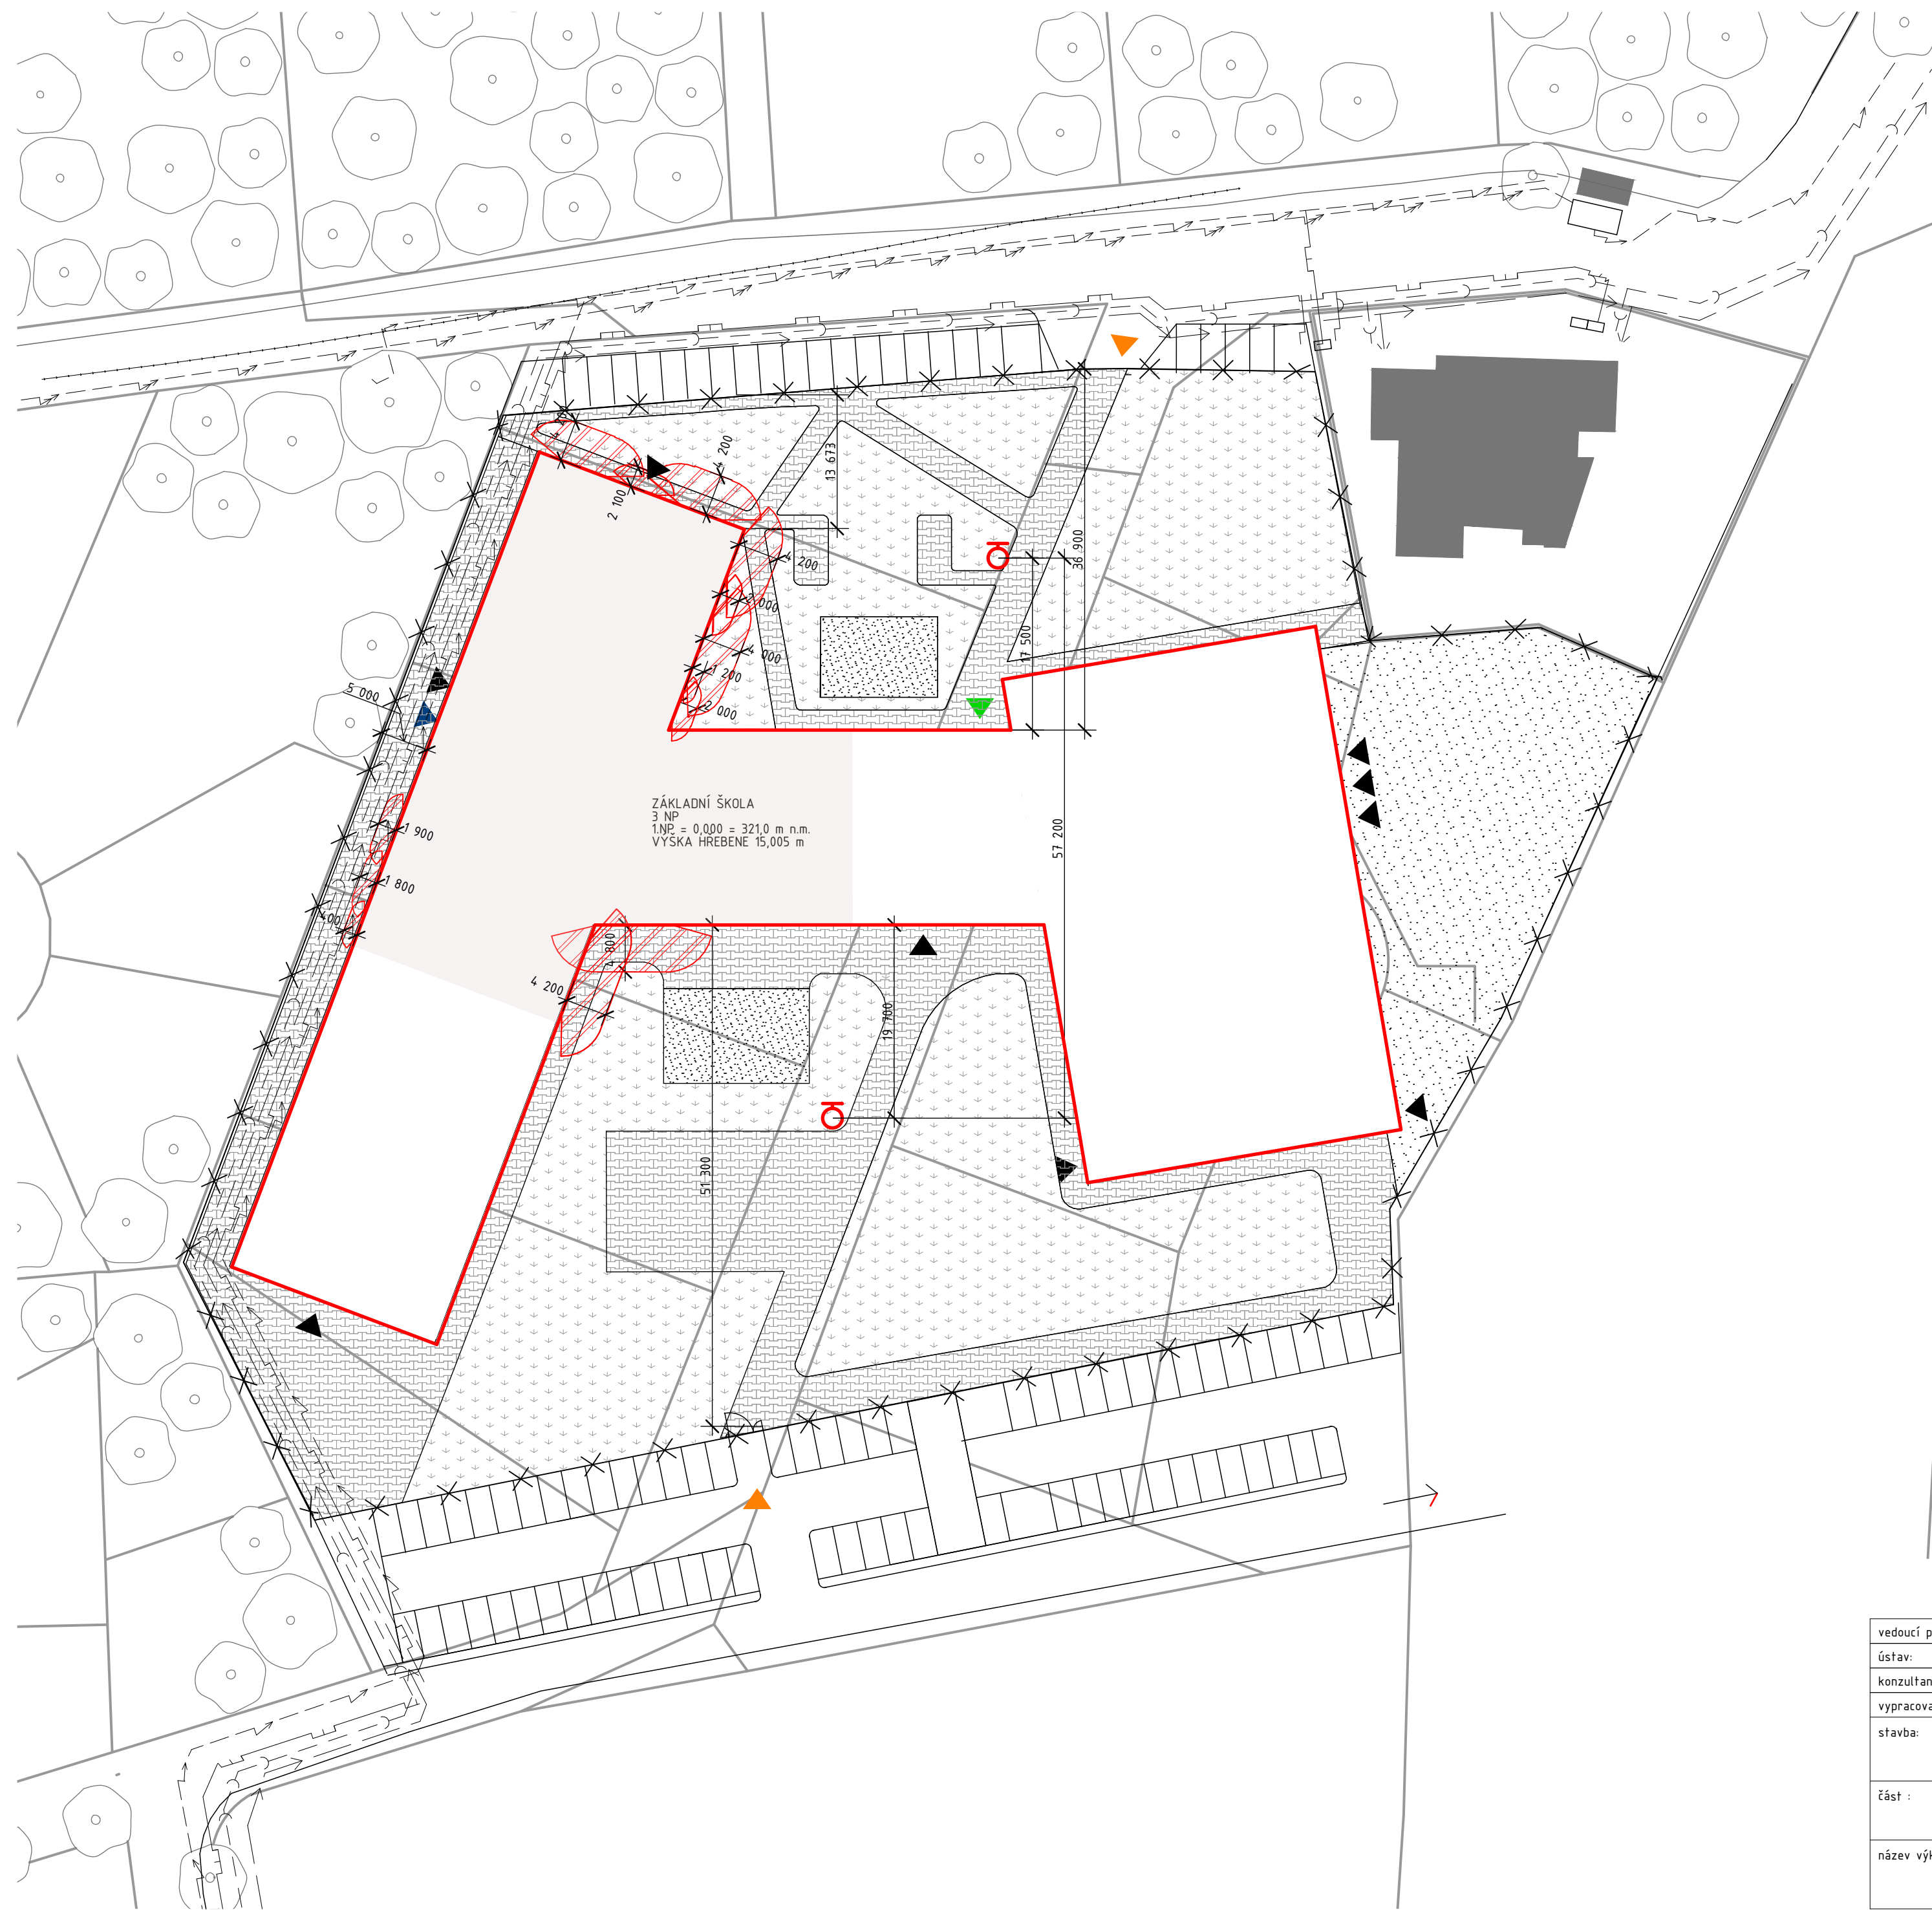 4 200
13 673
2 100
4 200
36 900
2 000
17 500
4 000
1 200
2 000
5 000
ZÁKLADNÍ ŠKOLA
3 NP
1.NP = 0,000 = 321,0 m n.m.
VÝŠKA HŘEBENE 15,005 m
57 200
1 900
1 800
400
4 200
19 700
51 300
vedoucí p
ústav:
konzultan
vypracova
stavba:
část :
název výk